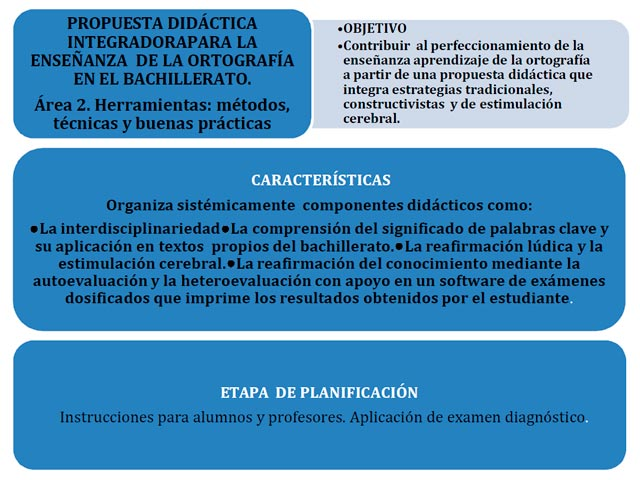 PROPUESTA DIDÁCTICA
INTEGRADORAPARA LA
ENSEÑANZA DE LA ORTOGRAFÍA
EN EL BACHILLERATO.
Área 2. Herramientas: métodos,
técnicas y buenas prácticas
•OBJETIVO
•Contribuir al perfeccionamiento de la
enseñanza aprendizaje de la ortografía
a partir de una propuesta didáctica que
integra estrategias tradicionales,
constructivistas y de estimulación
cerebral.
CARACTERÍSTICAS
Organiza sistémicamente componentes didácticos como:
●La interdisciplinariedad●La comprensión del significado de palabras clave y
su aplicación en textos propios del bachillerato.●La reafirmación lúdica y la
estimulación cerebral.●La reafirmación del conocimiento mediante la
autoevaluación y la heteroevaluación con apoyo en un software de exámenes
dosificados que imprime los resultados obtenidos por el estudiante.
ETAPA DE PLANIFICACIÓN
Instrucciones para alumnos y profesores. Aplicación de examen diagnóstico.